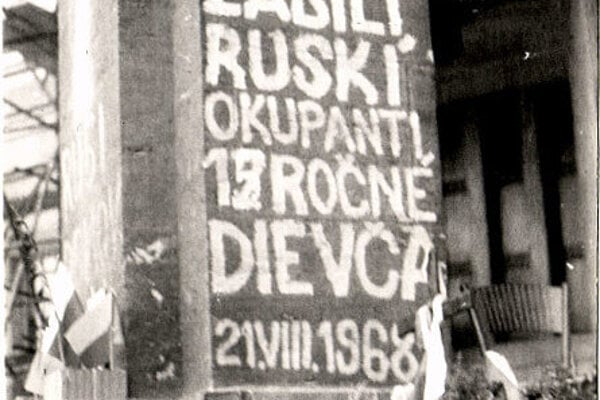 ZABILI
RUSKÍ
OKUPANTI
ROČNÉ
DIEVČA
21.VIII.1968